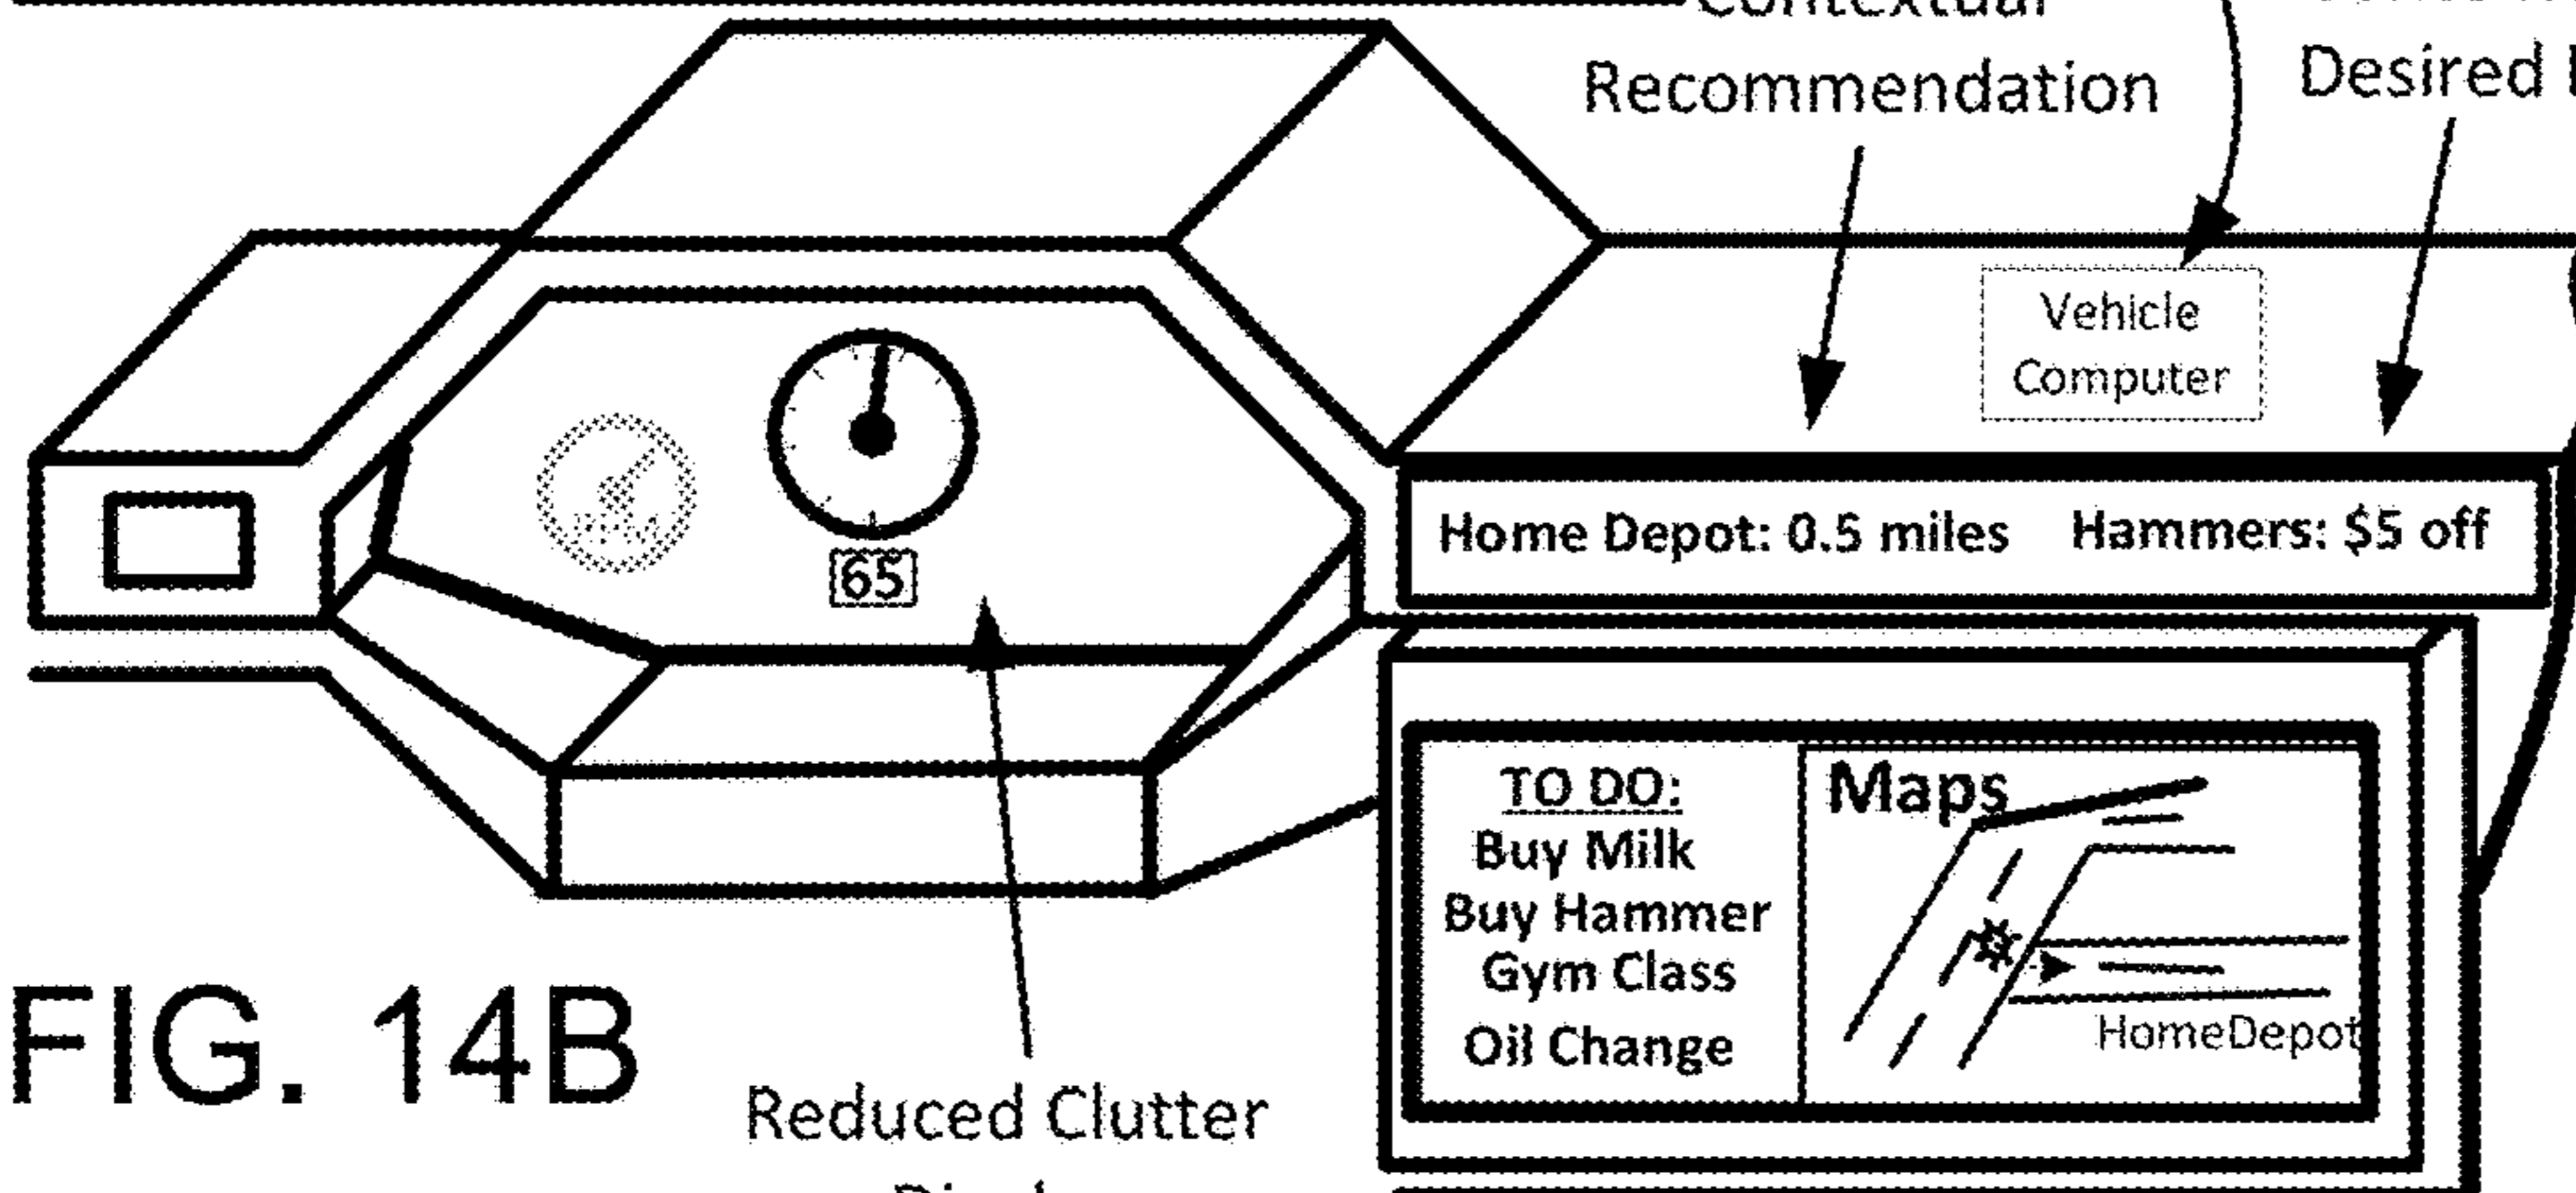 Contextual
Recommendation
Desired
Vehicle
Computer
Home Depot: 0.5 miles Hammers: $5 off
65
TO DO:
Buy Milk
Buy Hammer
Gym Class
Oil Change
Maps
HomeDepot
FIG. 14B
Reduced Clutter